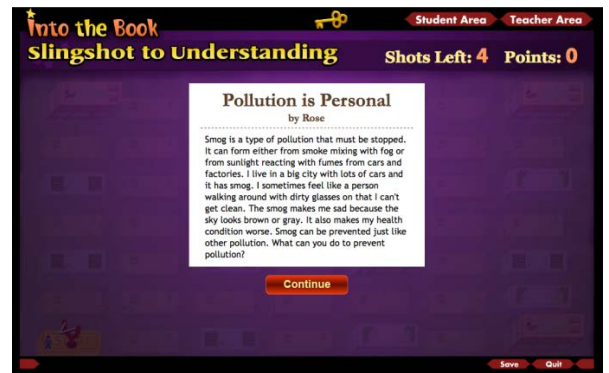 Into the Book
Student Area
Teacher Area
Slingshot to Understanding
Shots Left: 4
Points: 0
Pollution is Personal
by Rose
Smog is a type of pollution that must be stopped.
It can form either from smoke mixing with fog or
from sunlight reacting with fumes from cars and
factories. I live in a big city with lots of cars and
it has smog. I sometimes feel like a person
walking around with dirty glasses on that I can't
get clean. The smog makes me sad because the
sky looks brown or gray. It also makes my health
condition worse. Smog can be prevented just like
other pollution. What can you do to prevent
pollution?
Continue
Save
Quit